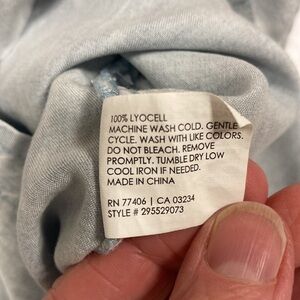 100% LYOCELL
MACHINE WASH COLD. GENTLE
CYCLE. WASH WITH LIKE COLORS.
DO NOT BLEACH. REMOVE
PROMPTLY. TUMBLE DRY LOW
COOL IRON IF NEEDED.
MADE IN CHINA
RN 77406 | CA 03234
STYLE # 295529073